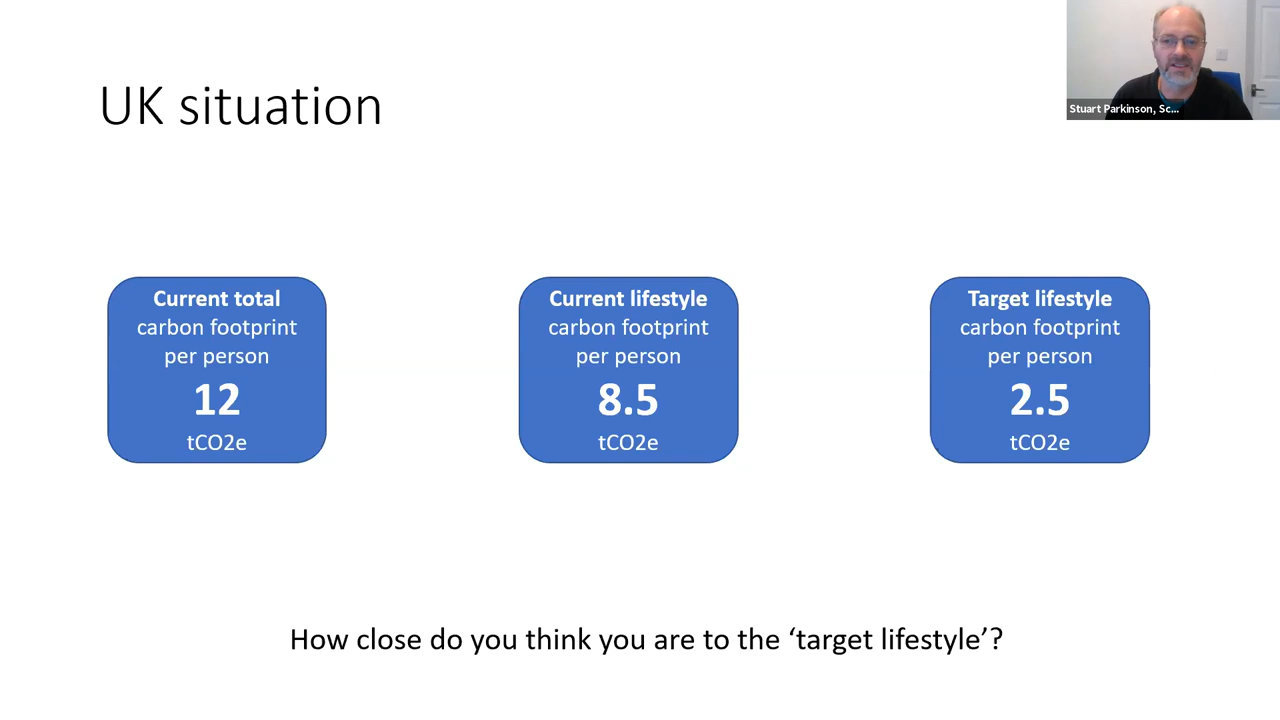 UK situation
Stuart Parkinson, Sc...
Current total
carbon footprint
per person
12
tCO2e
Current lifestyle
carbon footprint
per person
8.5
tCO2e
Target lifestyle
carbon footprint
per person
2.5
tCO2e
How close do you think you are to the ‘target lifestyle’?